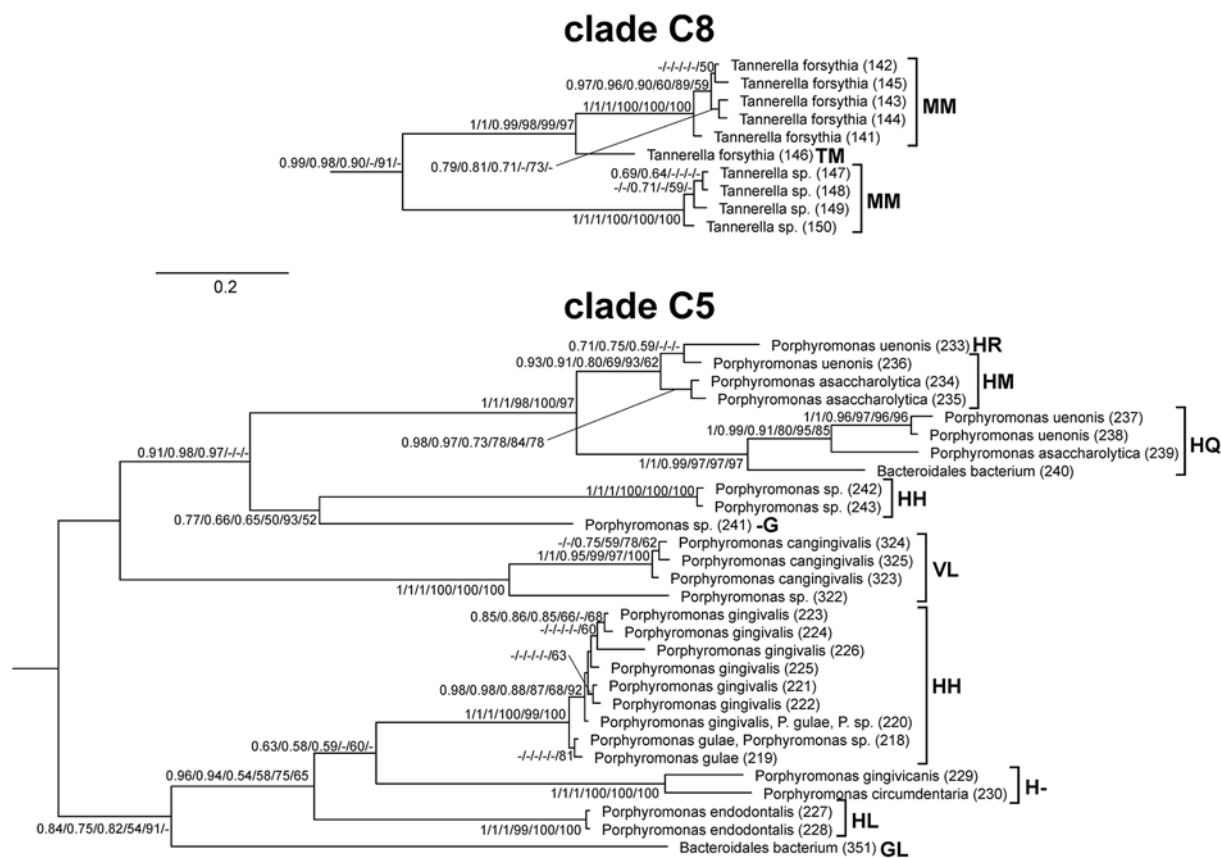 clade C8
-/-/-/-/-/50
Tannerella forsythia (142)
0.97/0.96/0.90/60/89/59
Tannerella forsythia (145)
1/1/1/100/100/100
Tannerella forsythia (143)
MM
Tannerella forsythia (144)
1/1/0.99/98/99/97
Tannerella forsythia (141)
0.99/0.98/0.90/-/91/-
0.79/0.81/0.71/-/73/-
Tannerella forsythia (146) TM
0.69/0.64/-/-/-/-
Tannerella sp. (147)
-/-/0.71/-/59/-
Tannerella sp. (148)
MM
Tannerella sp. (149)
1/1/1/100/100/100
Tannerella sp. (150)
0.2
clade C5
0.71/0.75/0.59/-/-/-
Porphyromonas uenonis (233) HR
0.93/0.91/0.80/69/93/62
Porphyromonas uenonis (236)
Porphyromonas asaccharolytica (234)
HM
Porphyromonas asaccharolytica (235)
1/1/1/98/100/97
1/1/0.96/97/96/96
Porphyromonas uenonis (237)
1/0.99/0.91/80/95/85
Porphyromonas uenonis (238)
0.98/0.97/0.73/78/84/78
Porphyromonas asaccharolytica (239)
HQ
0.91/0.98/0.97/-/-/-
1/1/0.99/97/97/97
Bacteroidales bacterium (240)
1/1/1/100/100/100
Porphyromonas sp. (242)
HH
Porphyromonas sp. (243)
0.77/0.66/0.65/50/93/52
Porphyromonas sp. (241) -G
-/-/0.75/59/78/62
Porphyromonas cangingivalis (324)
1/1/0.95/99/97/100
Porphyromonas cangingivalis (325)
VL
Porphyromonas cangingivalis (323)
1/1/1/100/100/100
Porphyromonas sp. (322)
0.85/0.86/0.85/66/-/68
Porphyromonas gingivalis (223)
-/-/-/-/-/60
Porphyromonas gingivalis (224)
Porphyromonas gingivalis (226)
-/-/-/-/-/63
Porphyromonas gingivalis (225)
0.98/0.98/0.88/87/68/92
Porphyromonas gingivalis (221)
HH
Porphyromonas gingivalis (222)
1/1/1/100/99/100
Porphyromonas gingivalis, P. gulae, P. sp. (220)
0.63/0.58/0.59/-/60/-
Porphyromonas gulae, Porphyromonas sp. (218)
-/-/-/-/-/81
Porphyromonas gulae (219)
0.96/0.94/0.54/58/75/65
Porphyromonas gingivicanis (229)
H-
1/1/1/100/100/100
Porphyromonas circumdentaria (230)
Porphyromonas endodontalis (227)
HL
0.84/0.75/0.82/54/91/-
1/1/1/99/100/100
Porphyromonas endodontalis (228)
Bacteroidales bacterium (351) GL